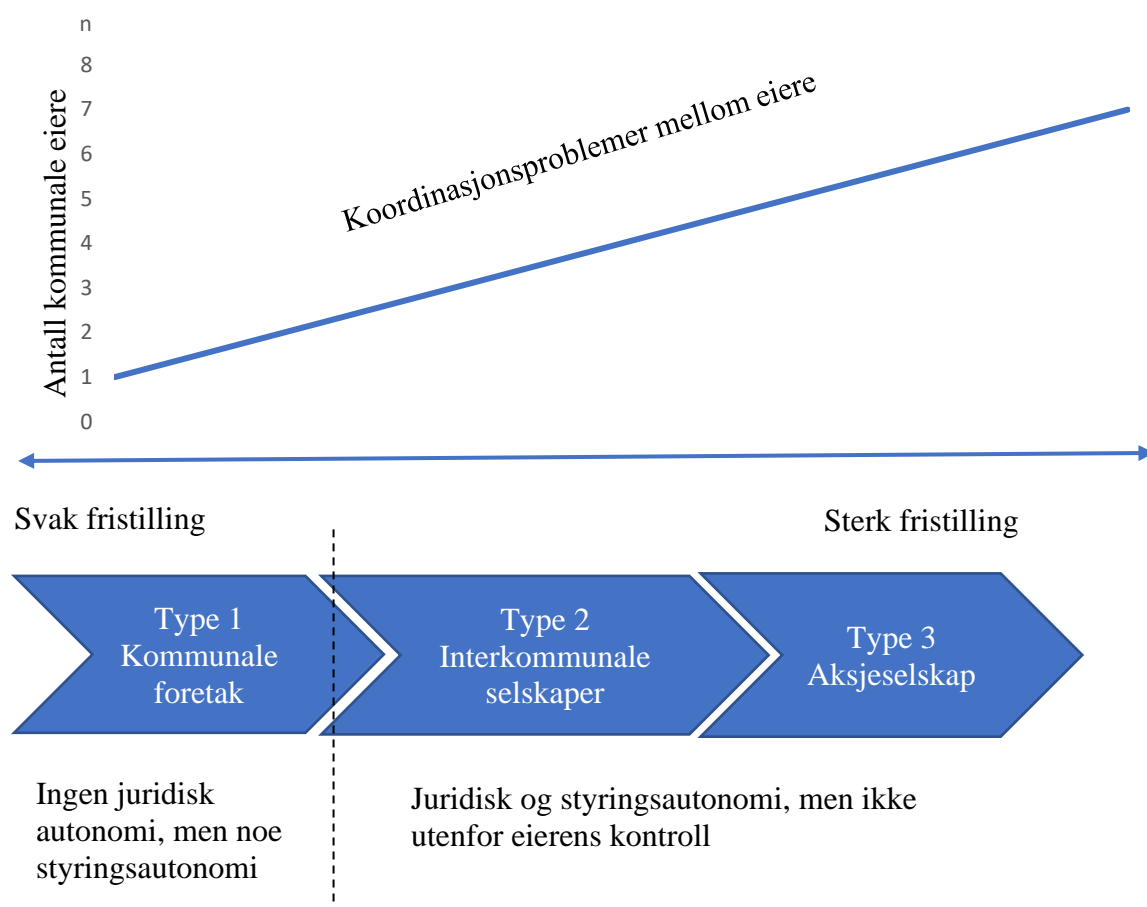 n
8
7
6
5
4
3
2
1
0
Antall kommunale eiere
Koordinasjonsproblemer mellom eiere
Svak fristilling
Sterk fristilling
Type 1
Kommunale
foretak
Type 2
Interkommunale
selskaper
Type 3
Aksjeselskap
Ingen juridisk
autonomi, men noe
styringsautonomi
Juridisk og styringsautonomi, men ikke
utenfor eierens kontroll